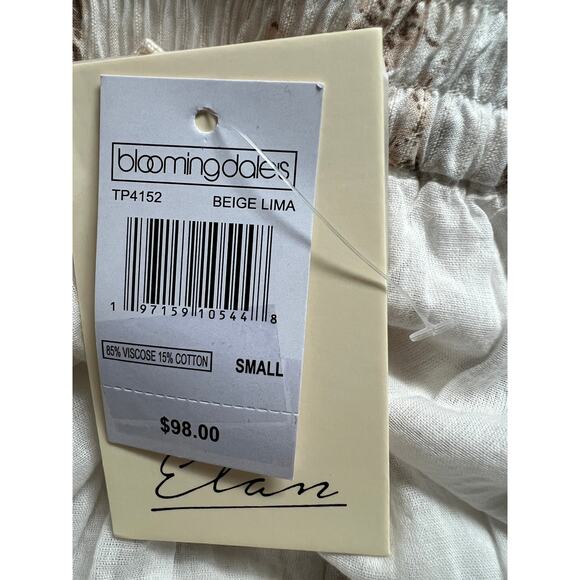 bloomingdale's
TP4152 BEIGE LIMA
1 97159 10544 8
85% VISCOSE 15% COTTON SMALL
$98.00
Elan